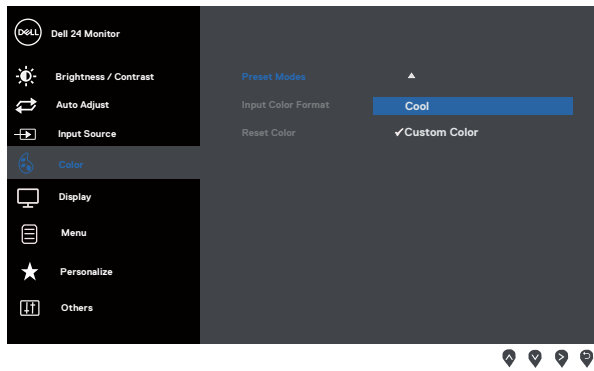 DELL
Dell 24 Monitor
Brightness / Contrast
Auto Adjust
Input Source
Color
Display
Menu
Personalize
Others
Preset Modes
Input Color Format
Reset Color
Cool
✓Custom Color